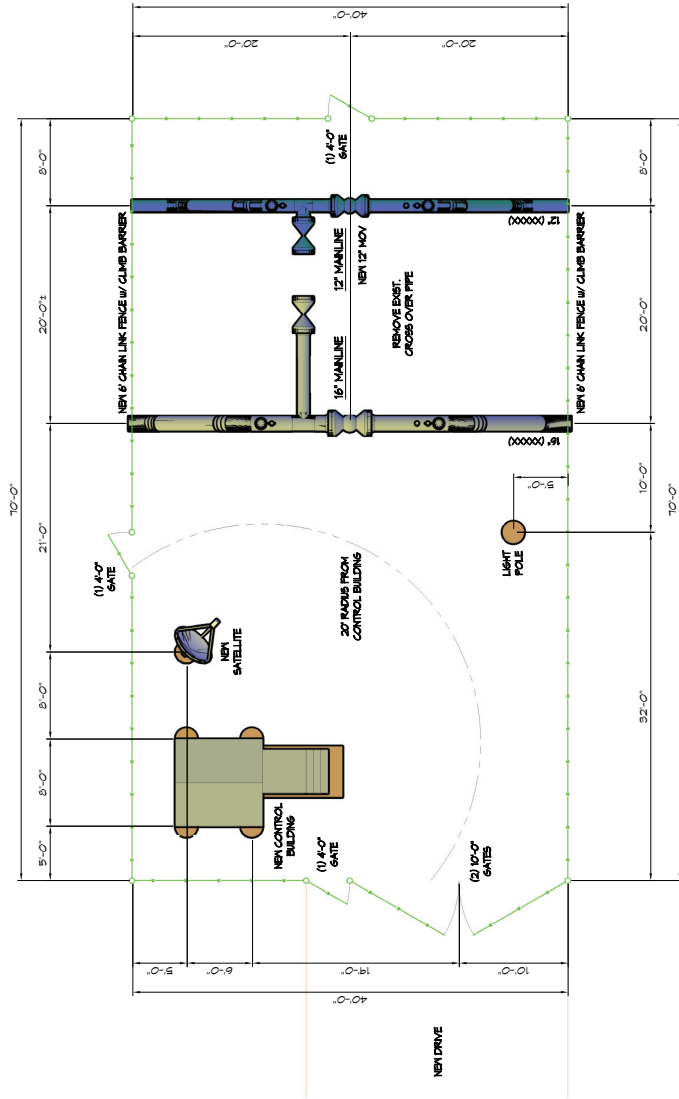 40'-0"
20'-0"
20'-0"
70'-0"
8'-0"
20'-0"±
21'-0"
8'-0"
8'-0"
5'-0"
(1) 4'-0"
GATE
NEW 6' CHAIN LINK FENCE W/ CLIMB BARRIER
12" MAINLINE
NEW 12" MOV
12" (XXXXX)
REMOVE EXIST.
CROSS OVER PIPE
16" MAINLINE
16" (XXXXX)
NEW 6' CHAIN LINK FENCE W/ CLIMB BARRIER
8'-0"
20'-0"
10'-0"
5'-0"
32'-0"
70'-0"
(1) 4'-0"
GATE
LIGHT
POLE
20' RADIUS FROM
CONTROL BUILDING
NEW
SATELLITE
NEW CONTROL
BUILDING
(1) 4'-0"
GATE
(2) 10'-0"
GATES
5'-0"
6'-0"
19'-0"
10'-0"
40'-0"
NEW DRIVE